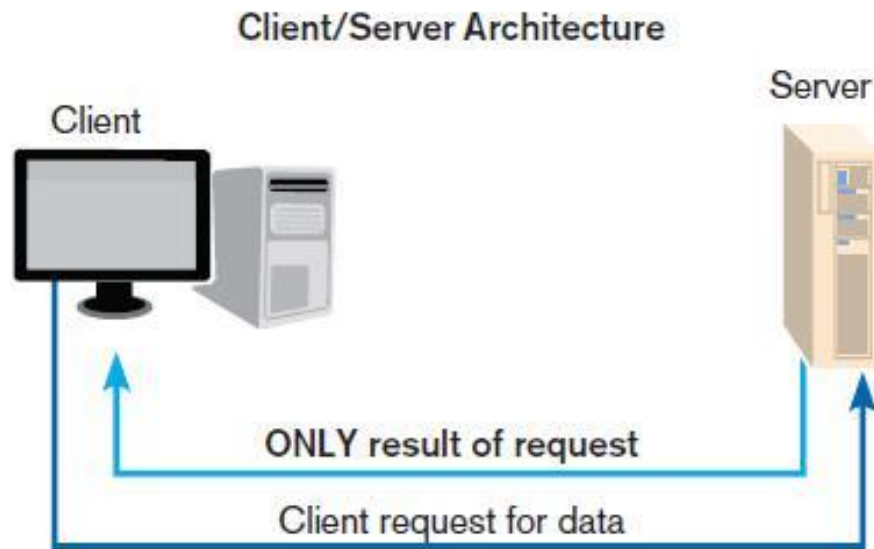 Client/Server Architecture
Server
Client
ONLY result of request
Client request for data